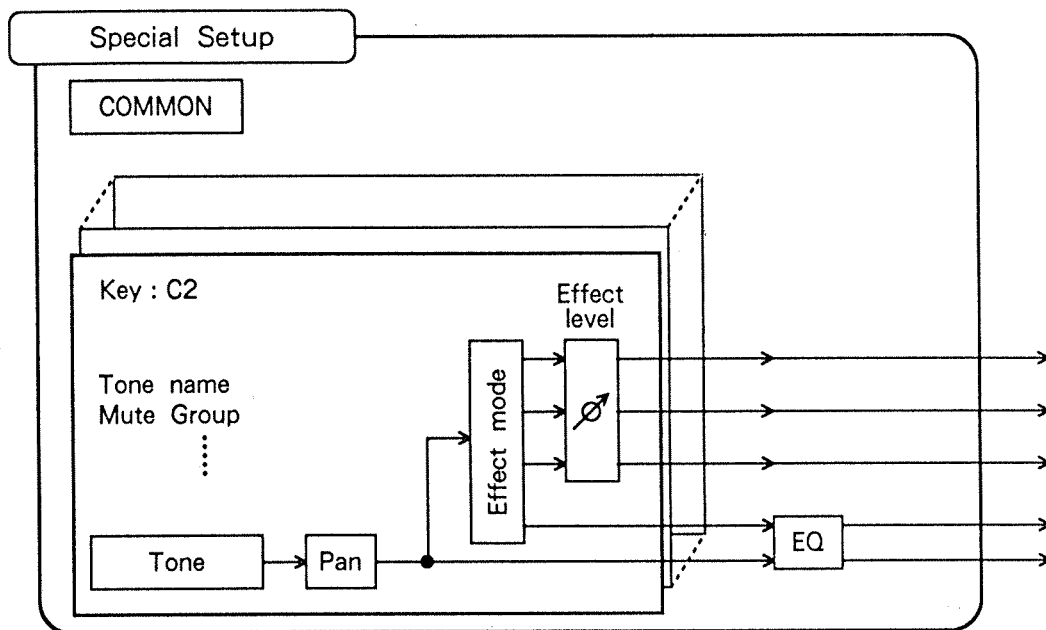 Special Setup
COMMON
Key : C2
Effect
level
Tone name
Mute Group
Effect mode
Tone
Pan
EQ